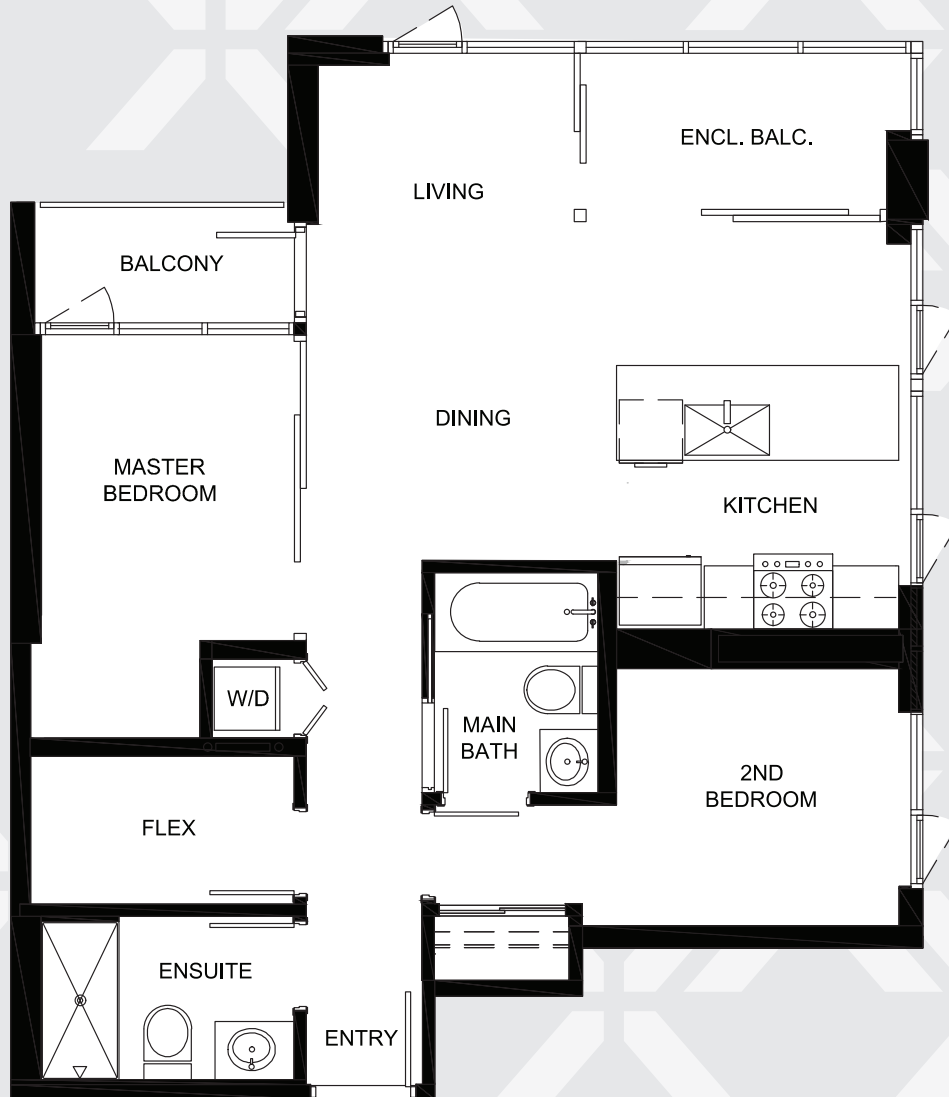 ENCL. BALC.
LIVING
BALCONY
DINING
MASTER
BEDROOM
KITCHEN
W/D
MAIN
BATH
2ND
BEDROOM
FLEX
ENSUITE
ENTRY